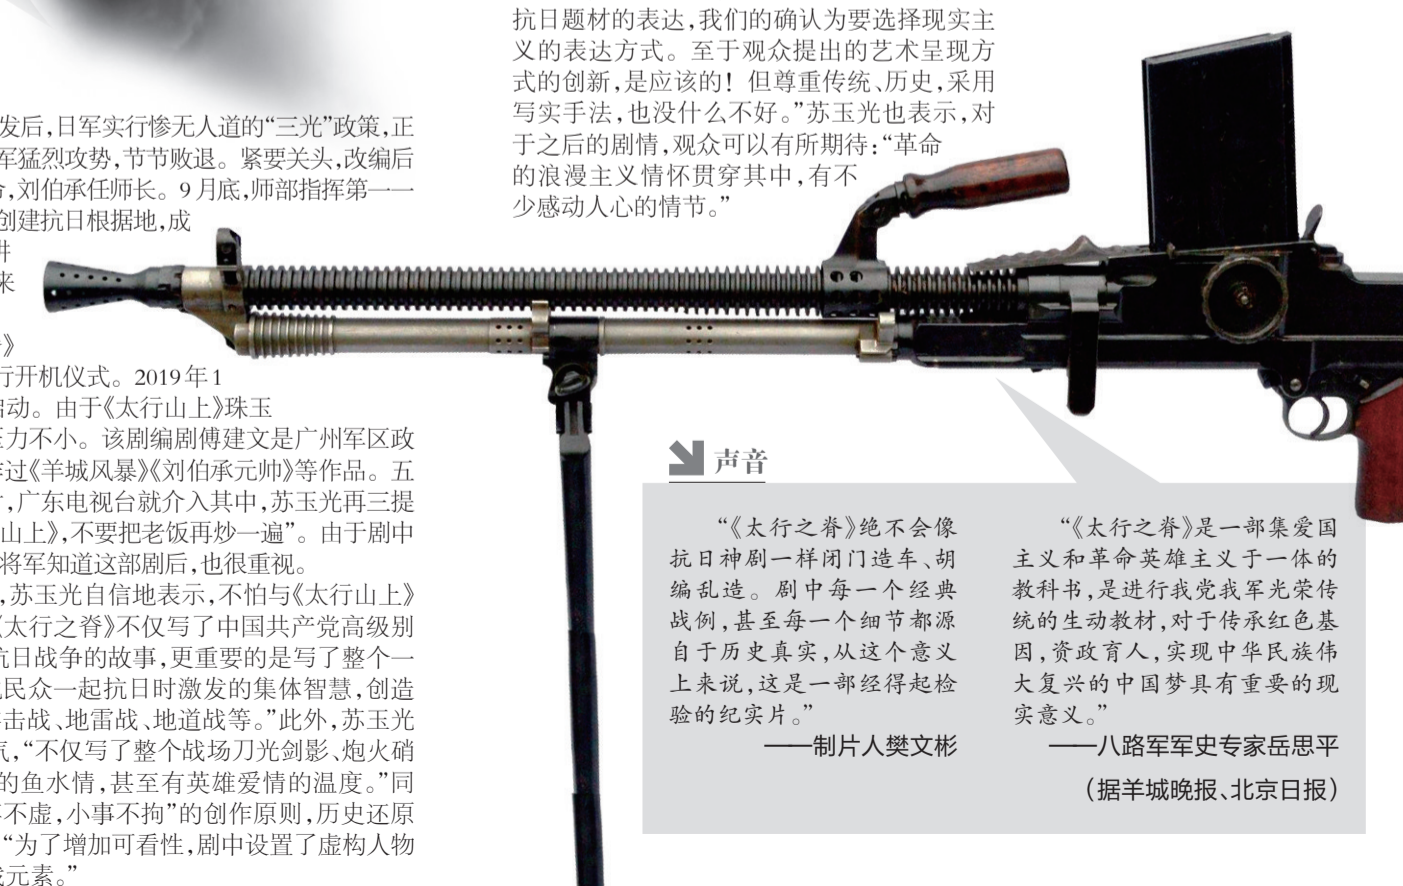 发后，日军实行惨无人道的“三光”政策，正
军猛烈攻势，节节败退。紧要关头，改编后
，刘伯承任师长。9月底，师部指挥第一一
创建抗日根据地，成
来
》
行开机仪式。2019年1
启动。由于《太行山上》珠玉
压力不小。该剧编剧傅建文是广州军区政
作过《羊城风暴》《刘伯承元帅》等作品。五
，广东电视台就介入其中，苏玉光再三提
山上》，不要把老饭再炒一遍”。由于剧中
将军知道这部剧后，也很重视。
，苏玉光自信地表示，不怕与《太行山上》
《太行之脊》不仅写了中国共产党高级别
抗日战争的故事，更重要的是写了整个一
民众一起抗日时激发的集体智慧，创造
击战、地雷战、地道战等。”此外，苏玉光
气，“不仅写了整个战场刀光剑影、炮火硝
的鱼水情，甚至有英雄爱情的温度。”同
不虚，小事不拘”的创作原则，历史还原
“为了增加可看性，剧中设置了虚构人物
元素。”
抗日题材的表达，我们的确认为要选择现实主
义的表达方式。至于观众提出的艺术呈现方
式的创新，是应该的！但尊重传统、历史，采用
写实手法，也没什么不好。”苏玉光也表示，对
于之后的剧情，观众可以有所期待：“革命
的浪漫主义情怀贯穿其中，有不
少感动人心的情节。”
声音
“《太行之脊》绝不会像
抗日神剧一样闭门造车、胡
编乱造。剧中每一个经典
战例，甚至每一个细节都源
自于历史真实，从这个意义
上来说，这是一部经得起检
验的纪实片。”
——制片人樊文彬
“《太行之脊》是一部集爱国
主义和革命英雄主义于一体的
教科书，是进行我党我军光荣传
统的生动教材，对于传承红色基
因，资政育人，实现中华民族伟
大复兴的中国梦具有重要的现
实意义。”
——八路军军史专家岳思平
（据羊城晚报、北京日报）